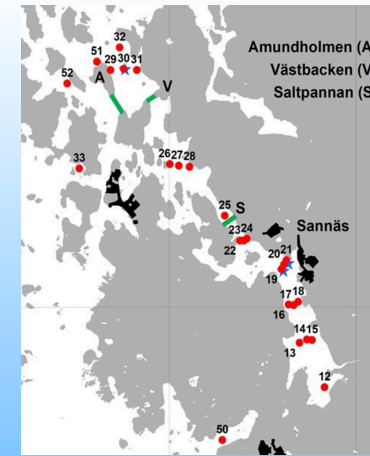 32
51
29 30 31
A
52
V
33
26 27 28
25
S
23 24
22
Sannäs
21
20
19
17 18
16
14 15
13
12
50
Amundholmen (A
Västbacken (V
Saltpannan (S